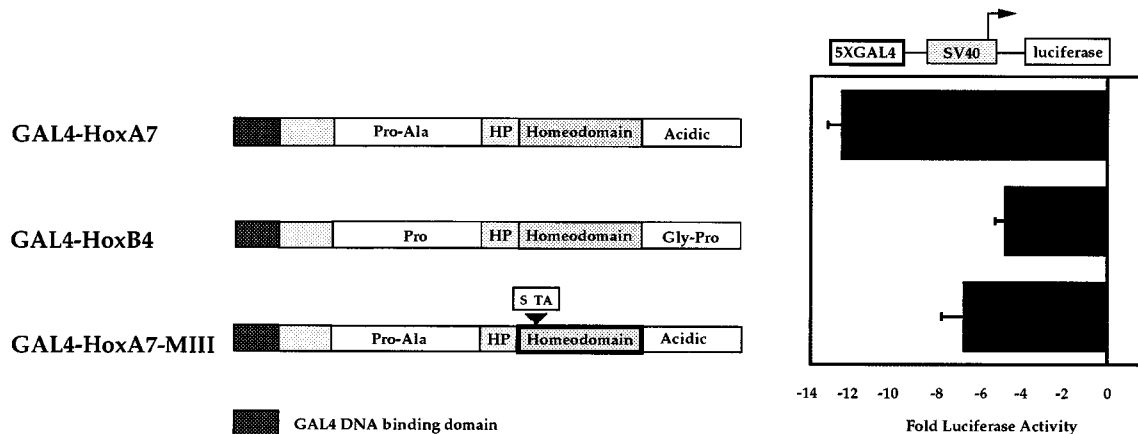 5XGAL4 SV40 luciferase
GAL4-HoxA7 Pro-Ala HP Homeodomain Acidic
GAL4-HoxB4 Pro HP Homeodomain Gly-Pro
S TA
GAL4-HoxA7-MIII Pro-Ala HP Homeodomain Acidic
-14 -12 -10 -8 -6 -4 -2 0
GAL4 DNA binding domain
Fold Luciferase Activity